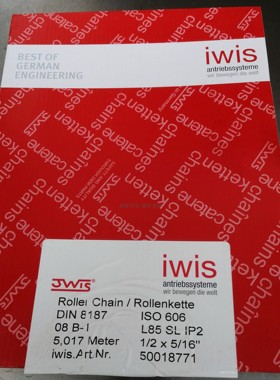 BEST OF
GERMAN
ENGINEERING
iwis
antriebssysteme
wir bewegen die welt
JWIS
iwis
antriebssysteme
wir bewegen die welt
Roller Chain / Rollenkette
DIN 8187 ISO 606
08 B-1 L85 SL IP2
5,017 Meter 1/2 x 5/16"
iwis.Art.Nr. 50018771